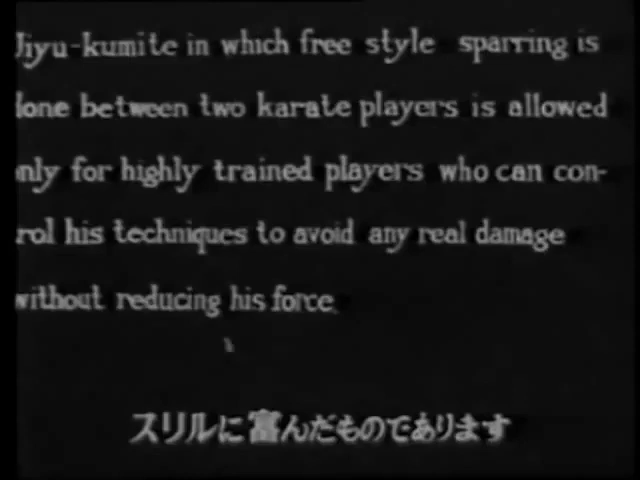 Jiyu-kumite in which free style sparring is
done between two karate players is allowed
only for highly trained players who can con-
rol his techniques to avoid any real damage
without reducing his force.
スリルに富んだものであります